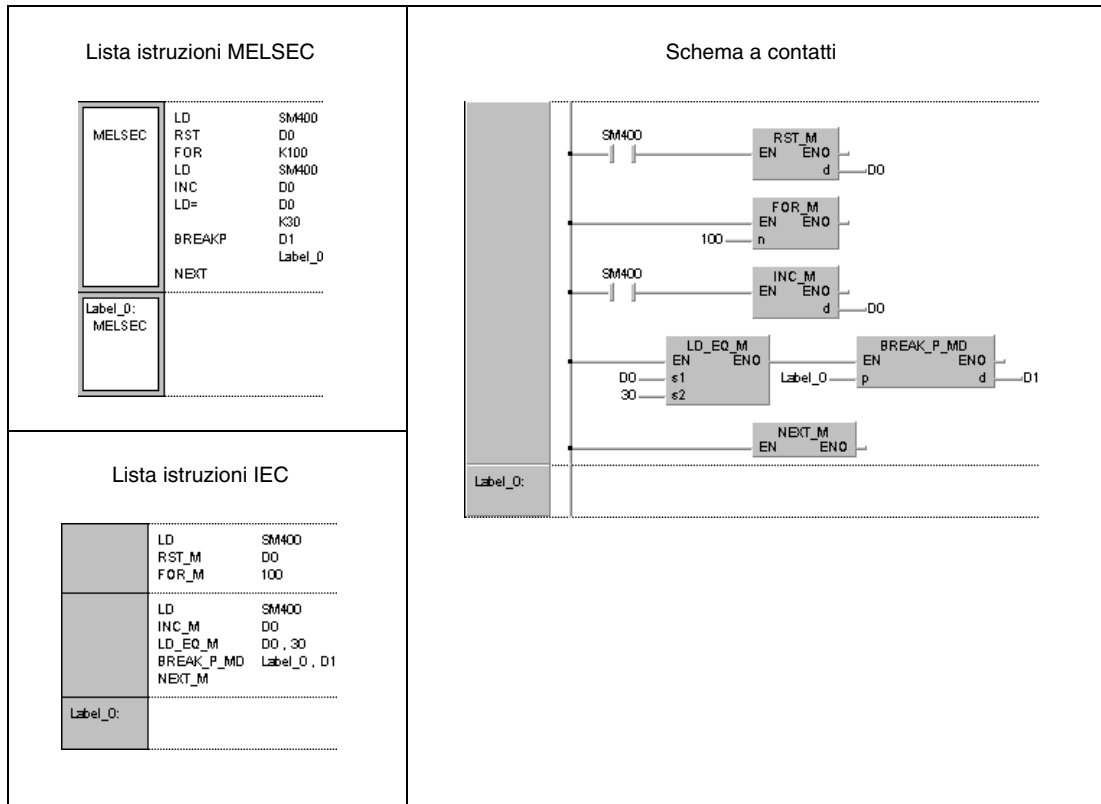 Lista istruzioni MELSEC
MELSEC
LD SM400
RST D0
FOR K100
LD SM400
INC D0
LD= D0
K30
BREAKP D1
Label_0
NEXT
Label_0:
MELSEC
Lista istruzioni IEC
LD SM400
RST_M D0
FOR_M 100
LD SM400
INC_M D0
LD_EQ_M D0 , 30
BREAK_P_MD Label_0 , D1
NEXT_M
Label_0:
Schema a contatti
SM400
RST_M
EN ENO
d D0
FOR_M
EN ENO
100 n
SM400
INC_M
EN ENO
d D0
LD_EQ_M
EN ENO
D0 s1
30 s2
BREAK_P_MD
EN ENO
Label_0 p d D1
NEXT_M
EN ENO
Label_0: